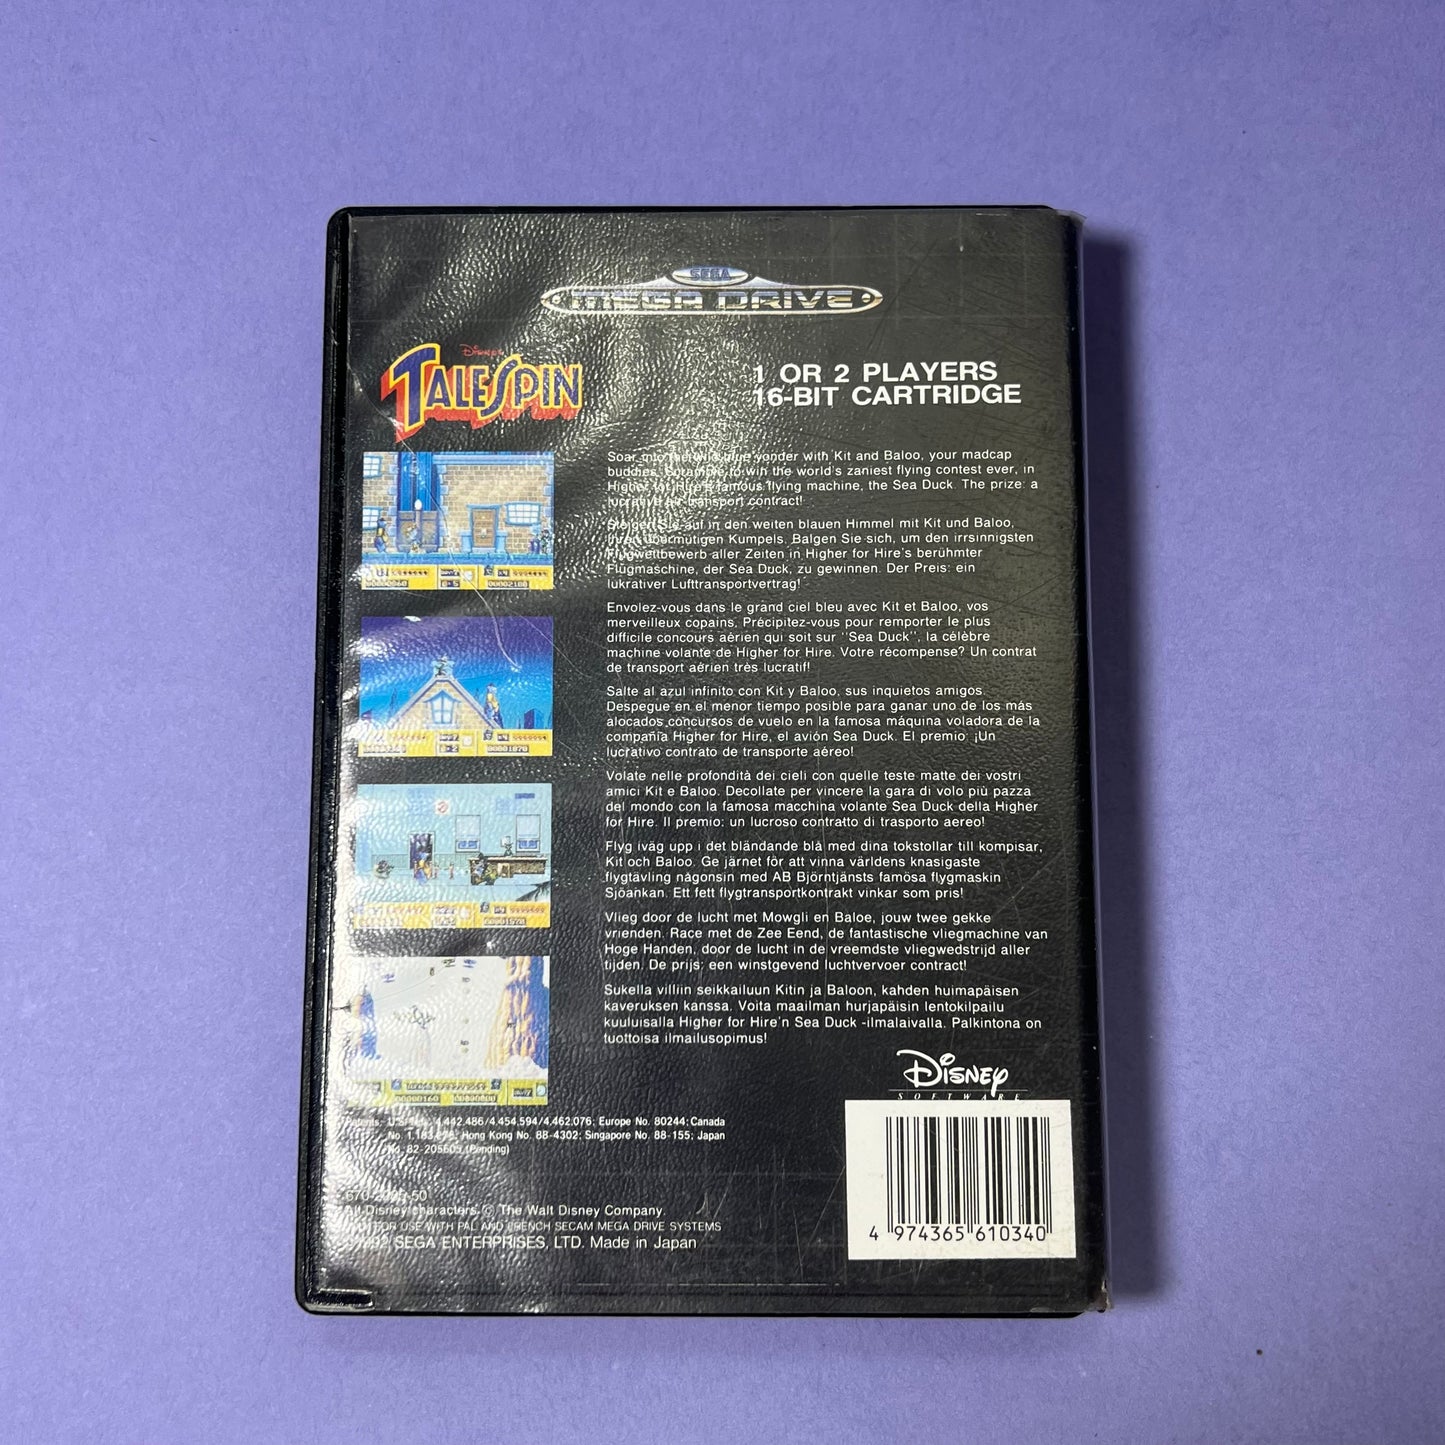 SEGA
MEGA DRIVE
DISNEY
TALESPIN
1 OR 2 PLAYERS
16-BIT CARTRIDGE
Soar into the wild blue yonder with Kit and Baloo, your madcap
buddies. Scramble to win the world's zaniest flying contest ever, in
Higher for Hire's famous flying machine, the Sea Duck. The prize: a
lucrative air transport contract!
Steigen Sie auf in den weiten blauen Himmel mit Kit und Baloo,
Ihren übermütigen Kumpels. Balgen Sie sich, um den irrsinnigsten
Flugwettbewerb aller Zeiten in Higher for Hire's berühmter
Flugmaschine, der Sea Duck, zu gewinnen. Der Preis: ein
lukrativer Lufttransportvertrag!
Envolez-vous dans le grand ciel bleu avec Kit et Baloo, vos
merveilleux copains. Précipitez-vous pour remporter le plus
difficile concours aérien qui soit sur ''Sea Duck'', la célèbre
machine volante de Higher for Hire. Votre récompense? Un contrat
de transport aérien très lucratif!
Salte al azul infinito con Kit y Baloo, sus inquietos amigos.
Despegue en el menor tiempo posible para ganar uno de los más
alocados concursos de vuelo en la famosa máquina voladora de la
compañía Higher for Hire, el avión Sea Duck. El premio: ¡Un
lucrativo contrato de transporte aéreo!
Volate nelle profondità dei cieli con quelle teste matte dei vostri
amici Kit e Baloo. Decollate per vincere la gara di volo più pazza
del mondo con la famosa macchina volante Sea Duck della Higher
for Hire. Il premio: un lucroso contratto di trasporto aereo!
Flyg iväg upp i det bländande blå med dina tokstollar till kompisar,
Kit och Baloo. Ge järnet för att vinna världens knasigaste
flygtävling någonsin med AB Björntjänsts famösa flygmaskin
Sjöankan. Ett fett flygtransportkontrakt vinkar som pris!
Vlieg door de lucht met Mowgli en Baloe, jouw twee gekke
vrienden. Race met de Zee Eend, de fantastische vliegmachine van
Hoge Handen, door de lucht in de vreemdste vliegwedstrijd aller
tijden. De prijs: een winstgevend luchtvervoer contract!
Sukella villiin seikkailuun Kitin ja Baloon, kahden huimapäisen
kaveruksen kanssa. Voita maailman hurjapäisin lentokilpailu
kuuluisalla Higher for Hire'n Sea Duck -ilmalaivalla. Palkintona on
tuottoisa ilmailusopimus!
DISNEY
SOFTWARE
Patents: U.S. Nos. 4,442,486/4,454,594/4,462,076; Europe No. 80244; Canada
No. Hong Kong No. 88-4302; Singapore No. 88-155; Japan
No. 82-205605 (Pending)
All Disney characters © The Walt Disney Company.
FOR USE WITH PAL AND FRENCH SECAM MEGA DRIVE SYSTEMS
1992 SEGA ENTERPRISES, LTD. Made in Japan
4 974365 610340